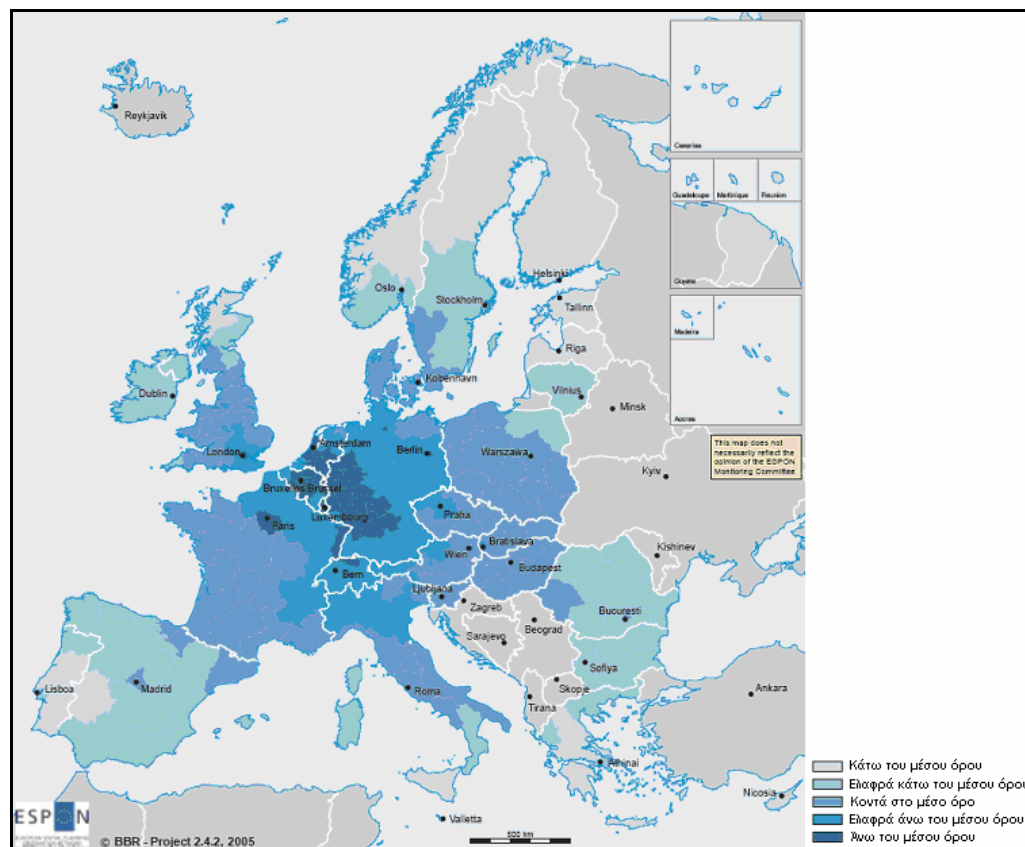 Reykjavik
Canarias
Guadeloupe
Martinique
Reunion
Guyane
Helsinki
Oslo
Stockholm
Tallinn
Madeira
Riga
København
Dublin
Vilnius
Minsk
Acores
Amsterdam
This map does not
necessarily reflect the
opinion of the ESPON
Monitoring Committee
London
Berlin
Warszawa
Kyiv
Bruxelles Brussel
Luxembourg
Praha
Paris
Bratislava
Wien
Kishinev
Bern
Budapest
Ljubljana
Zagreb
Bucuresti
Beograd
Sarajevo
Sofiya
Madrid
Lisboa
Roma
Skopje
Ankara
Tirana
Athinai
Κάτω του μέσου όρου
Ελαφρά κάτω του μέσου όρου
Κοντά στο μέσο όρο
Ελαφρά άνω του μέσου όρου
Άνω του μέσου όρου
Nicosia
Valletta
ESPON
500 km
© BBR - Project 2.4.2, 2005